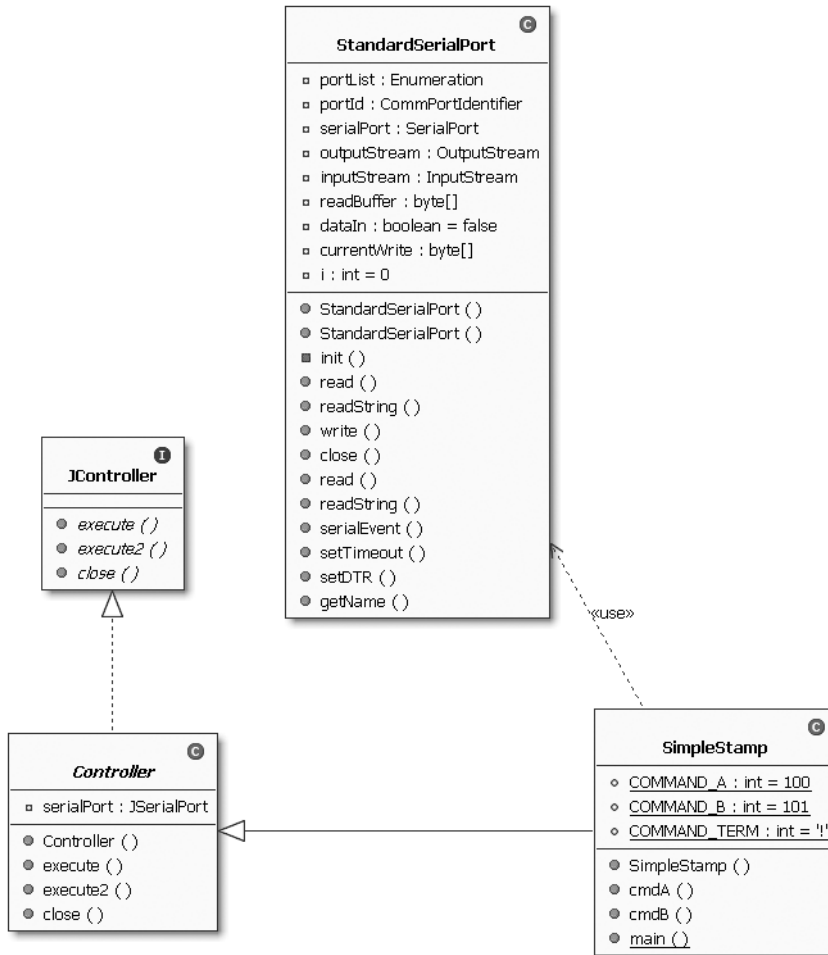 C
StandardSerialPort
portList : Enumeration
portId : CommPortIdentifier
serialPort : SerialPort
outputStream : OutputStream
inputStream : InputStream
readBuffer : byte[]
dataIn : boolean = false
currentWrite : byte[]
i : int = 0
StandardSerialPort ( )
StandardSerialPort ( )
init ( )
read ( )
readString ( )
write ( )
close ( )
read ( )
readString ( )
serialEvent ( )
setTimeout ( )
setDTR ( )
getName ( )
I
JController
execute ( )
execute2 ( )
close ( )
«use»
C
Controller
serialPort : JSerialPort
Controller ( )
execute ( )
execute2 ( )
close ( )
C
SimpleStamp
COMMAND_A : int = 100
COMMAND_B : int = 101
COMMAND_TERM : int = '!'
SimpleStamp ( )
cmdA ( )
cmdB ( )
main ( )